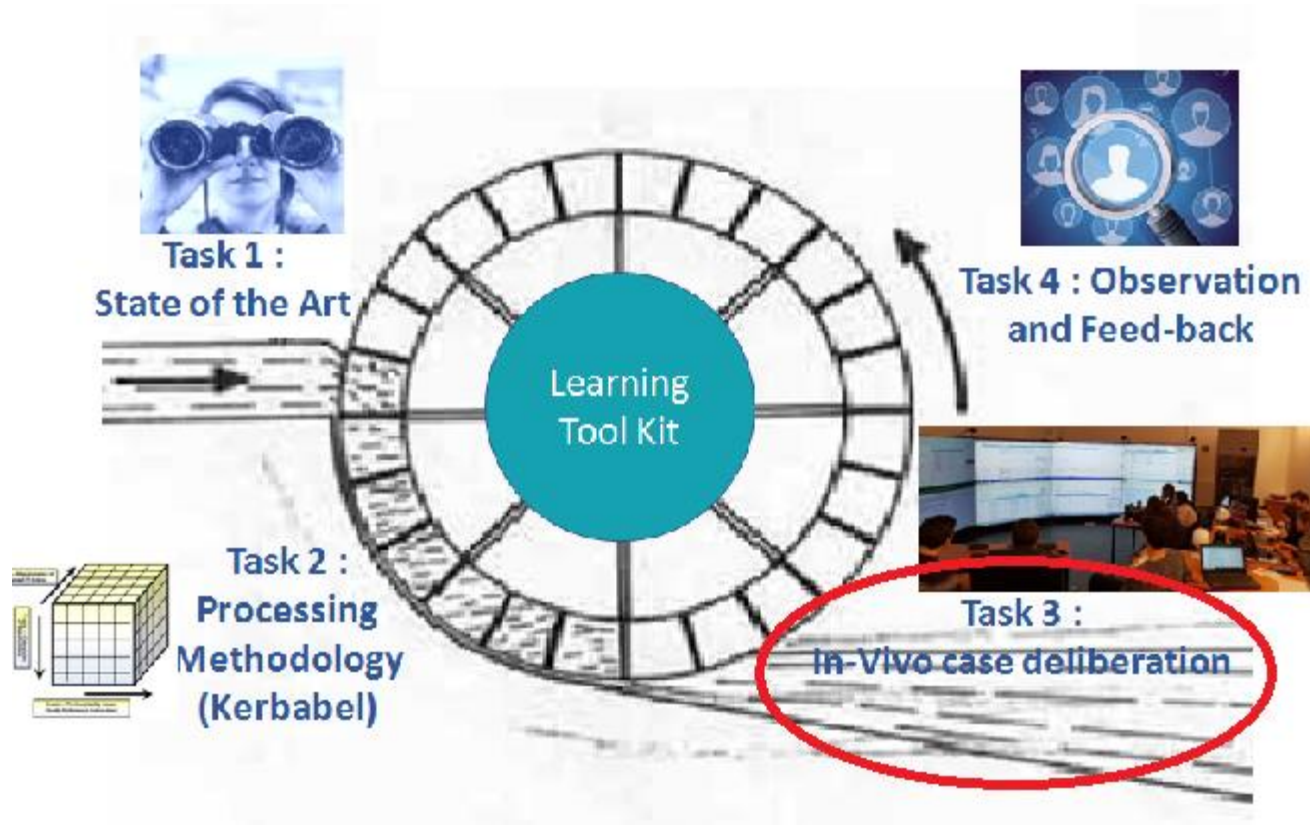 Task 1 :
State of the Art
Task 4 : Observation
and Feed-back
Learning
Tool Kit
Task 2 :
Processing
Methodology
(Kerbabel)
Task 3 :
In-Vivo case deliberation